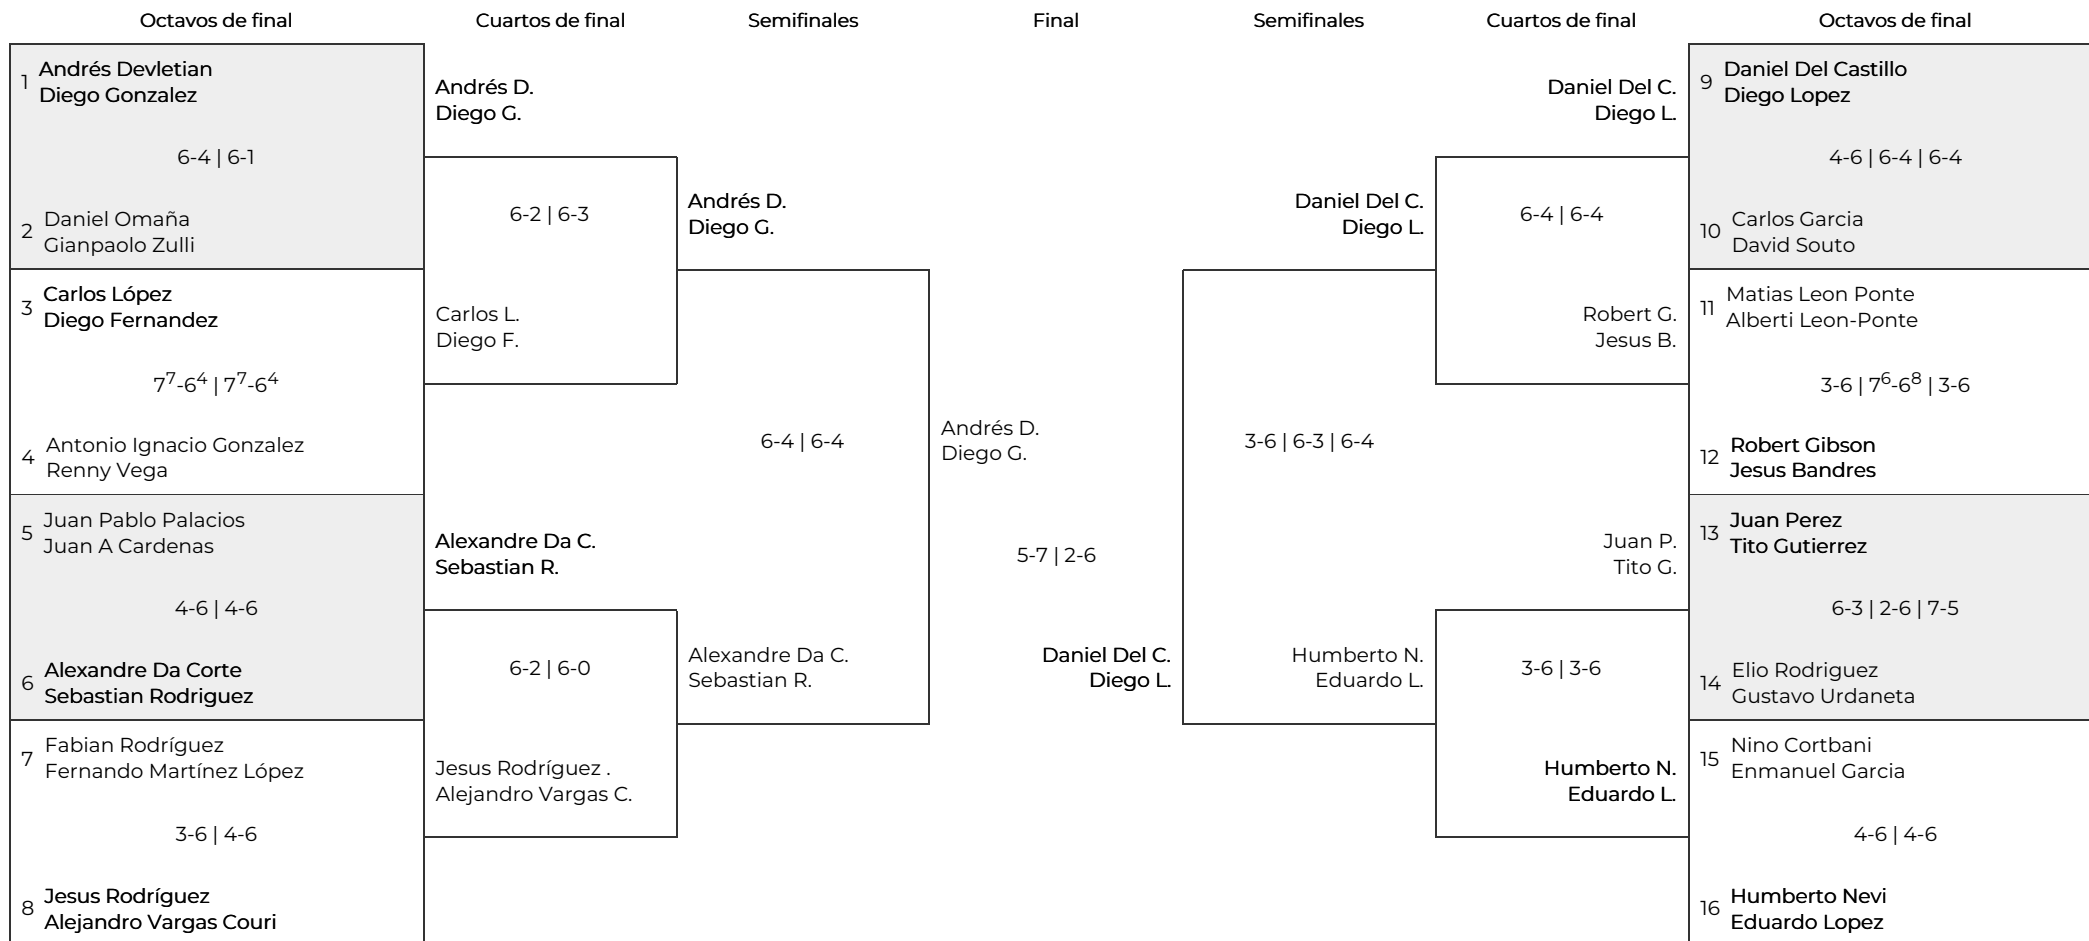 Octavos de final
Cuartos de final
Semifinales
Final
Semifinales
Cuartos de final
Octavos de final
1
Andrés Devletian
Diego Gonzalez
6-4 | 6-1
2
Daniel Omaña
Gianpaolo Zulli
3
Carlos López
Diego Fernandez
7⁷-6⁴ | 7⁷-6⁴
4
Antonio Ignacio Gonzalez
Renny Vega
5
Juan Pablo Palacios
Juan A Cardenas
4-6 | 4-6
6
Alexandre Da Corte
Sebastian Rodriguez
7
Fabian Rodríguez
Fernando Martínez López
3-6 | 4-6
8
Jesus Rodríguez
Alejandro Vargas Couri
Andrés D.
Diego G.
6-2 | 6-3
Carlos L.
Diego F.
Alexandre Da C.
Sebastian R.
6-2 | 6-0
Jesus Rodríguez .
Alejandro Vargas C.
Andrés D.
Diego G.
6-4 | 6-4
Alexandre Da C.
Sebastian R.
Andrés D.
Diego G.
5-7 | 2-6
Daniel Del C.
Diego L.
Daniel Del C.
Diego L.
3-6 | 6-3 | 6-4
Humberto N.
Eduardo L.
Daniel Del C.
Diego L.
6-4 | 6-4
Robert G.
Jesus B.
Juan P.
Tito G.
3-6 | 3-6
Humberto N.
Eduardo L.
9
Daniel Del Castillo
Diego Lopez
4-6 | 6-4 | 6-4
10
Carlos Garcia
David Souto
11
Matias Leon Ponte
Alberti Leon-Ponte
3-6 | 7⁶-6⁸ | 3-6
12
Robert Gibson
Jesus Bandres
13
Juan Perez
Tito Gutierrez
6-3 | 2-6 | 7-5
14
Elio Rodriguez
Gustavo Urdaneta
15
Nino Cortbani
Enmanuel Garcia
4-6 | 4-6
16
Humberto Nevi
Eduardo Lopez